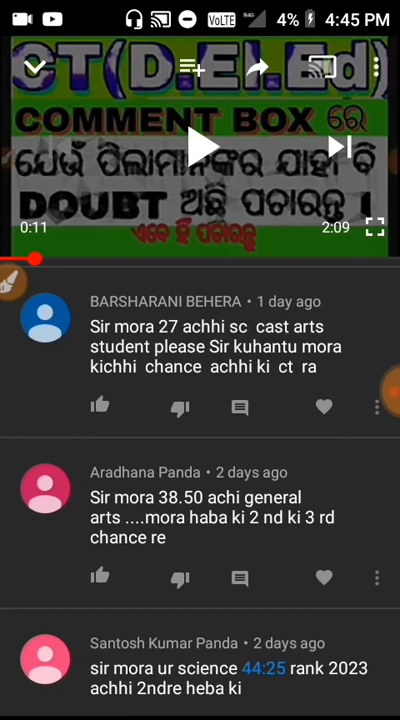 VoLTE R4G 4% 4:45 PM
CT(D.El.Ed)
COMMENT BOX ରେ
ଯେଉଁ ପିଲାମାନଙ୍କର ଯାହା ବି
DOUBT ଅଛି ପଚାରନ୍ତୁ ।
ଏବେ ହିଁ ପଚାରନ୍ତୁ
0:11 2:09
BARSHARANI BEHERA • 1 day ago
Sir mora 27 achhi sc cast arts
student please Sir kuhantu mora
kichhi chance achhi ki ct ra
Aradhana Panda • 2 days ago
Sir mora 38.50 achi general
arts ....mora haba ki 2 nd ki 3 rd
chance re
Santosh Kumar Panda • 2 days ago
sir mora ur science 44:25 rank 2023
achhi 2ndre heba ki